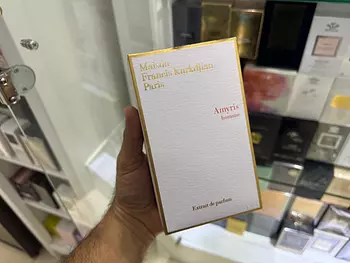 Maison
Francis Kurkdjian
Paris
Amyris
homme
Extrait de parfum